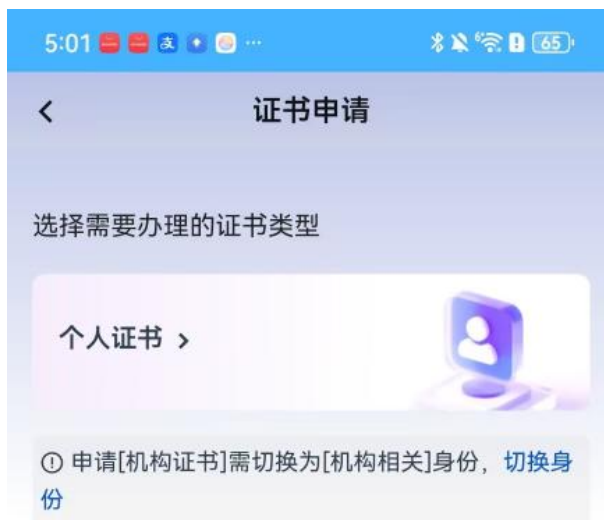 5:01 支 ... 6 65
证书申请
选择需要办理的证书类型
个人证书 >
申请[机构证书]需切换为[机构相关]身份，切换身
份